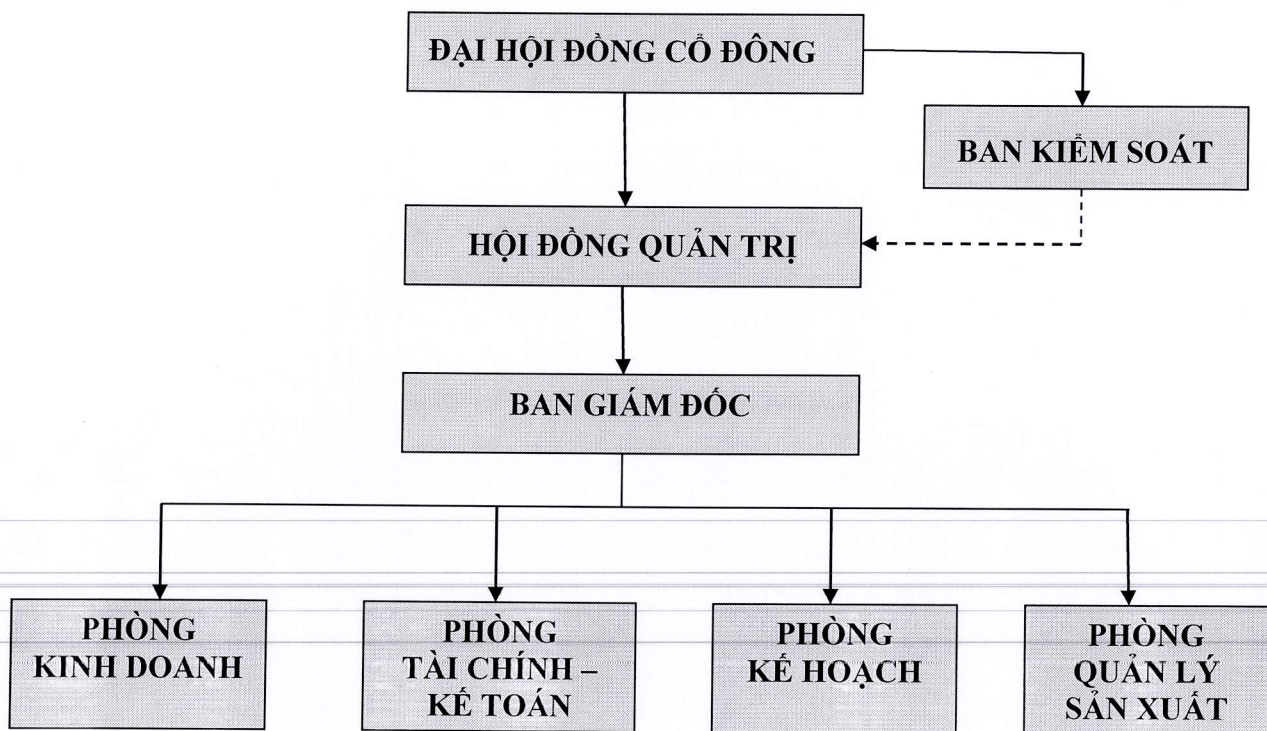 ĐẠI HỘI ĐỒNG CỔ ĐÔNG
BAN KIỂM SOÁT
HỘI ĐỒNG QUẢN TRỊ
BAN GIÁM ĐỐC
PHÒNG
KINH DOANH
PHÒNG
TÀI CHÍNH –
KẾ TOÁN
PHÒNG
KẾ HOẠCH
PHÒNG
QUẢN LÝ
SẢN XUẤT